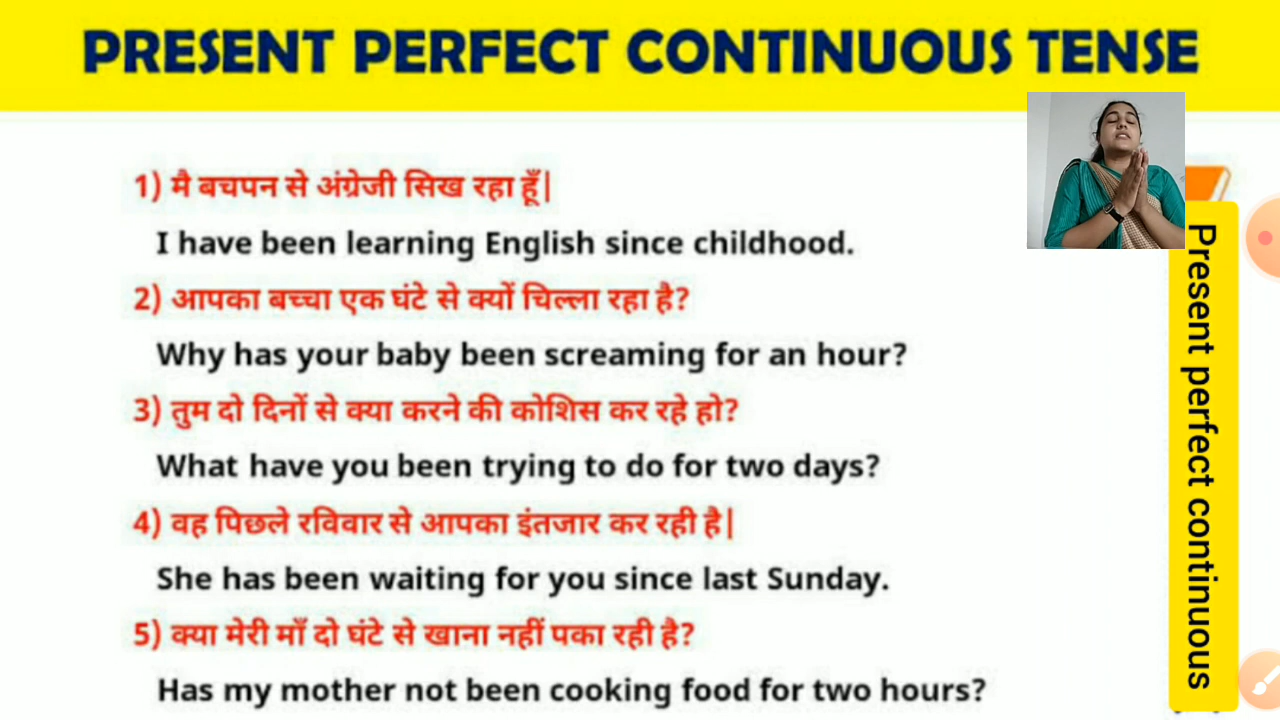 PRESENT PERFECT CONTINUOUS TENSE
1) मै बचपन से अंग्रेजी सिख रहा हूँ|
I have been learning English since childhood.
2) आपका बच्चा एक घंटे से क्यों चिल्ला रहा है?
Why has your baby been screaming for an hour?
3) तुम दो दिनों से क्या करने की कोशिस कर रहे हो?
What have you been trying to do for two days?
4) वह पिछले रविवार से आपका इंतजार कर रही है|
She has been waiting for you since last Sunday.
5) क्या मेरी माँ दो घंटे से खाना नहीं पका रही है?
Has my mother not been cooking food for two hours?
Present perfect continuous